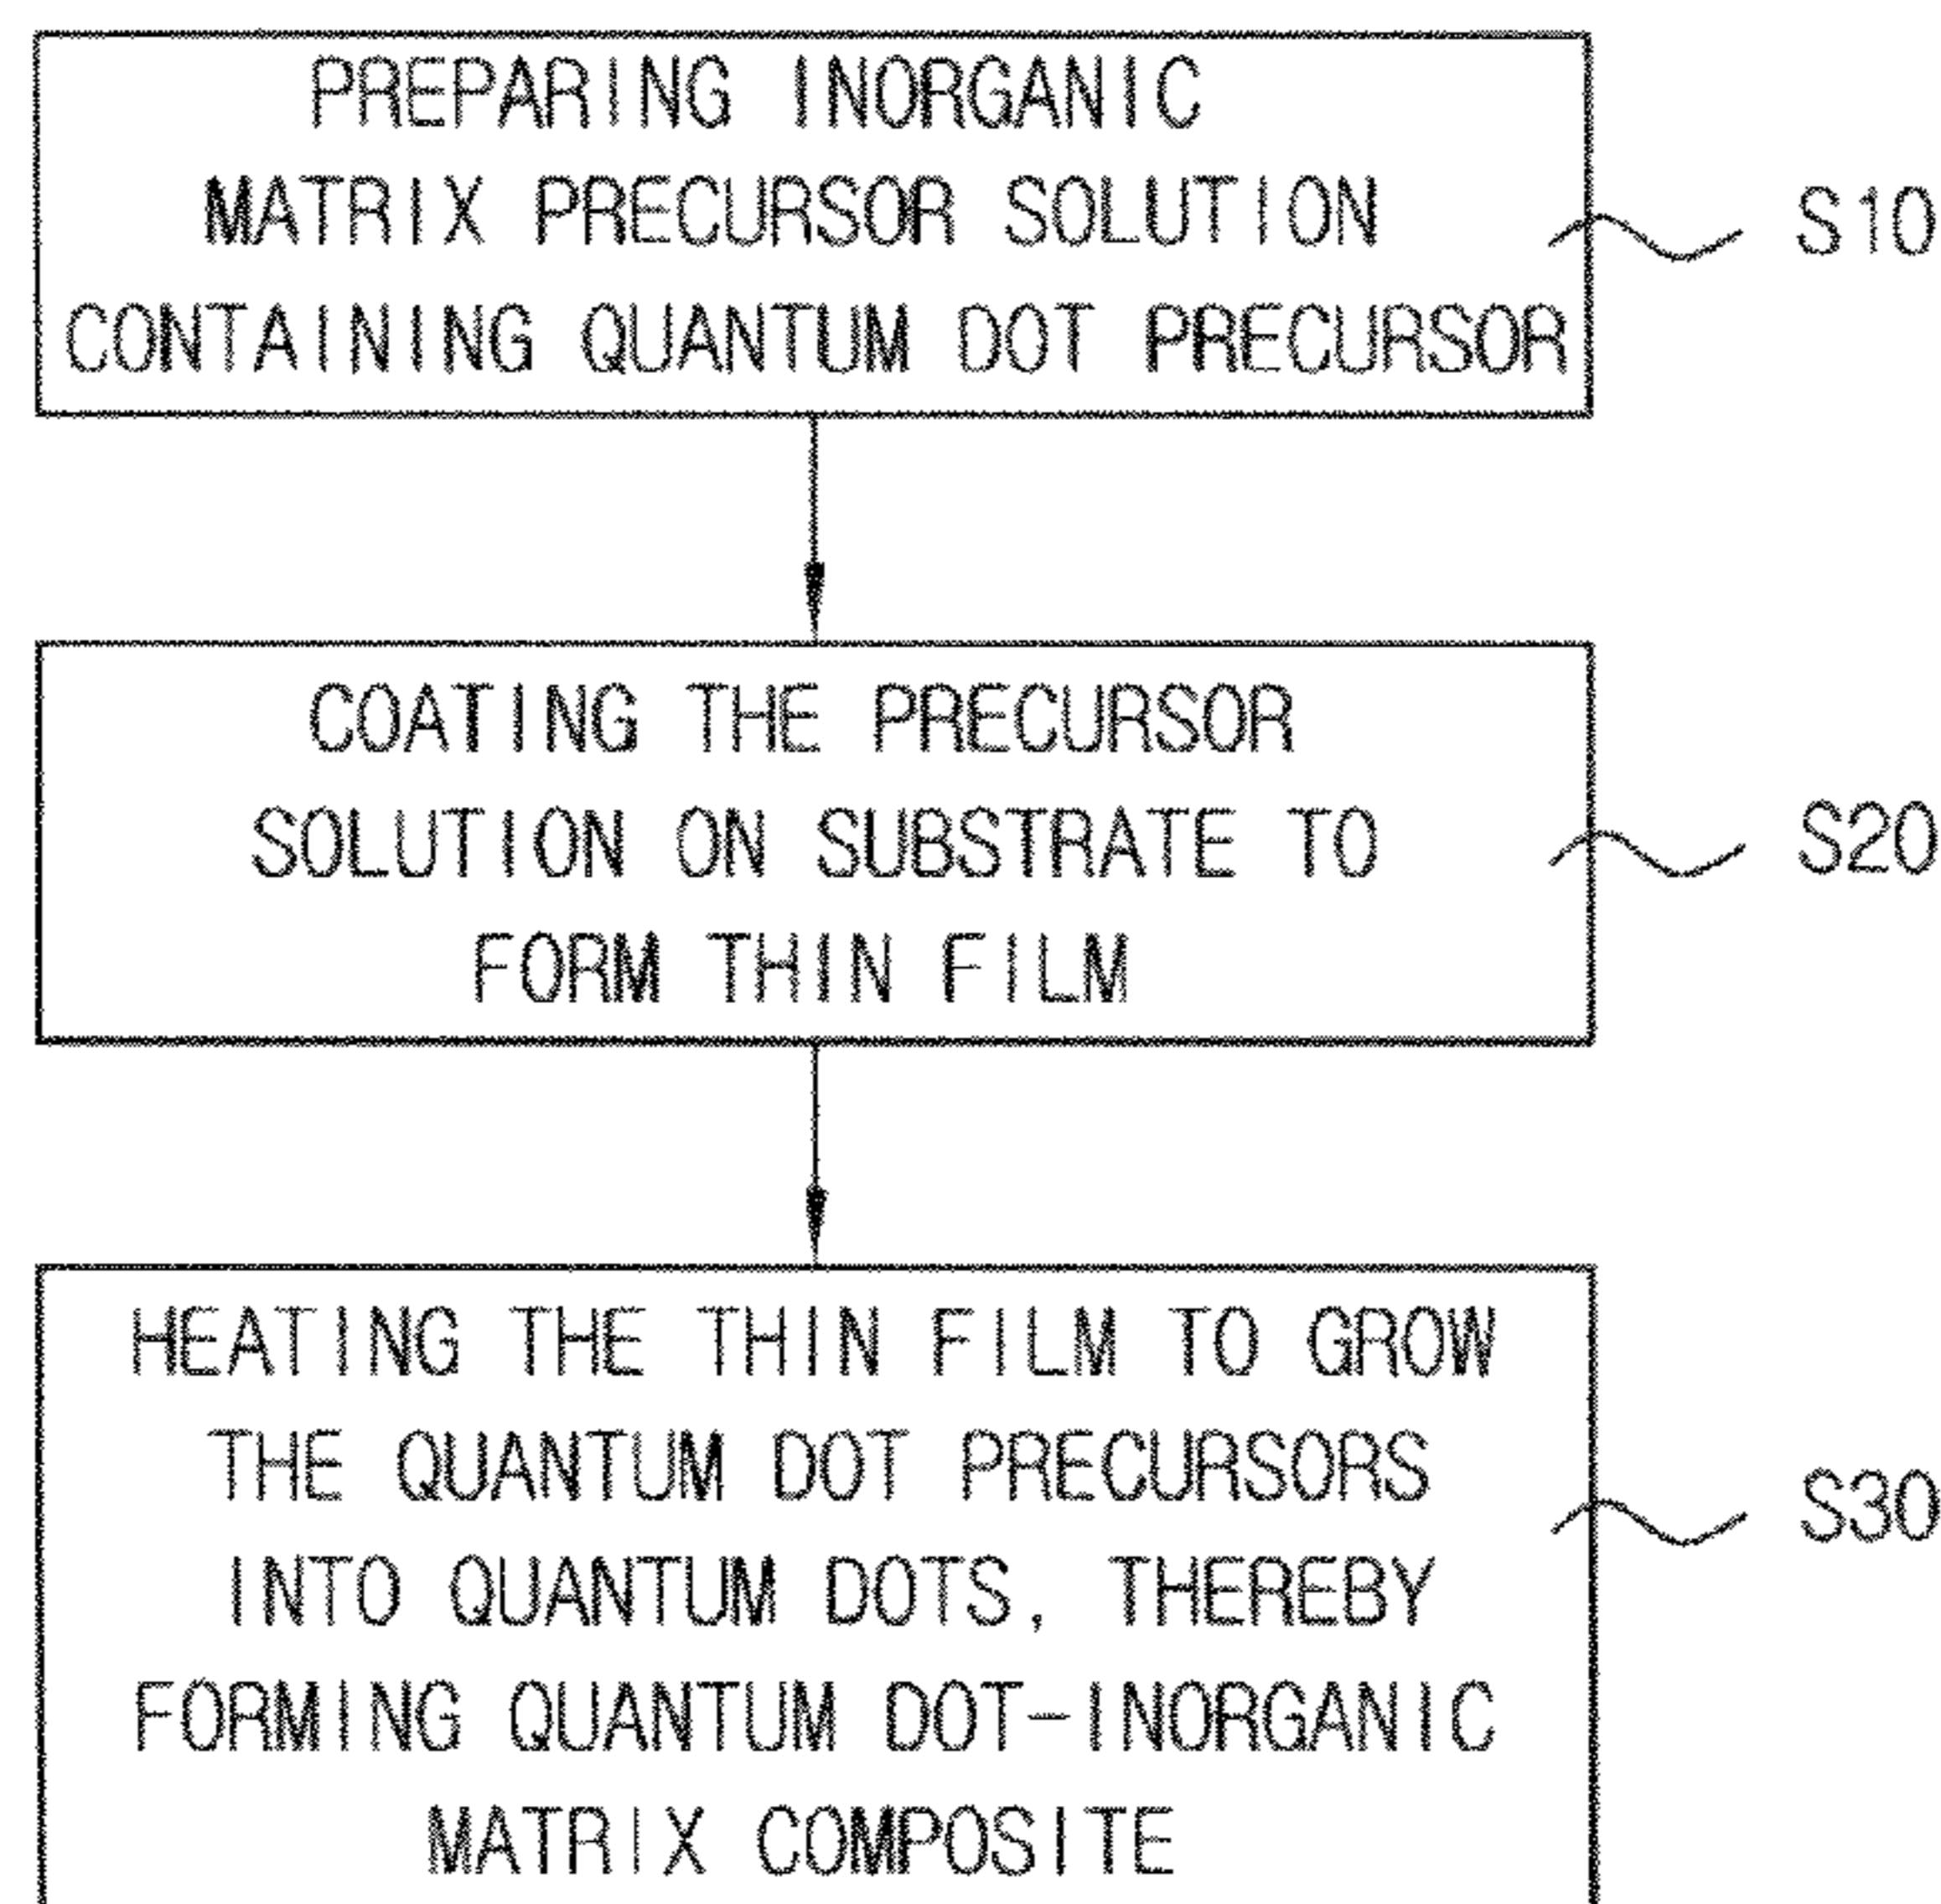 PREPARING INORGANIC
MATRIX PRECURSOR SOLUTION
CONTAINING QUANTUM DOT PRECURSOR
S10
COATING THE PRECURSOR
SOLUTION ON SUBSTRATE TO
FORM THIN FILM
S20
HEATING THE THIN FILM TO GROW
THE QUANTUM DOT PRECURSORS
INTO QUANTUM DOTS, THEREBY
FORMING QUANTUM DOT-INORGANIC
MATRIX COMPOSITE
S30